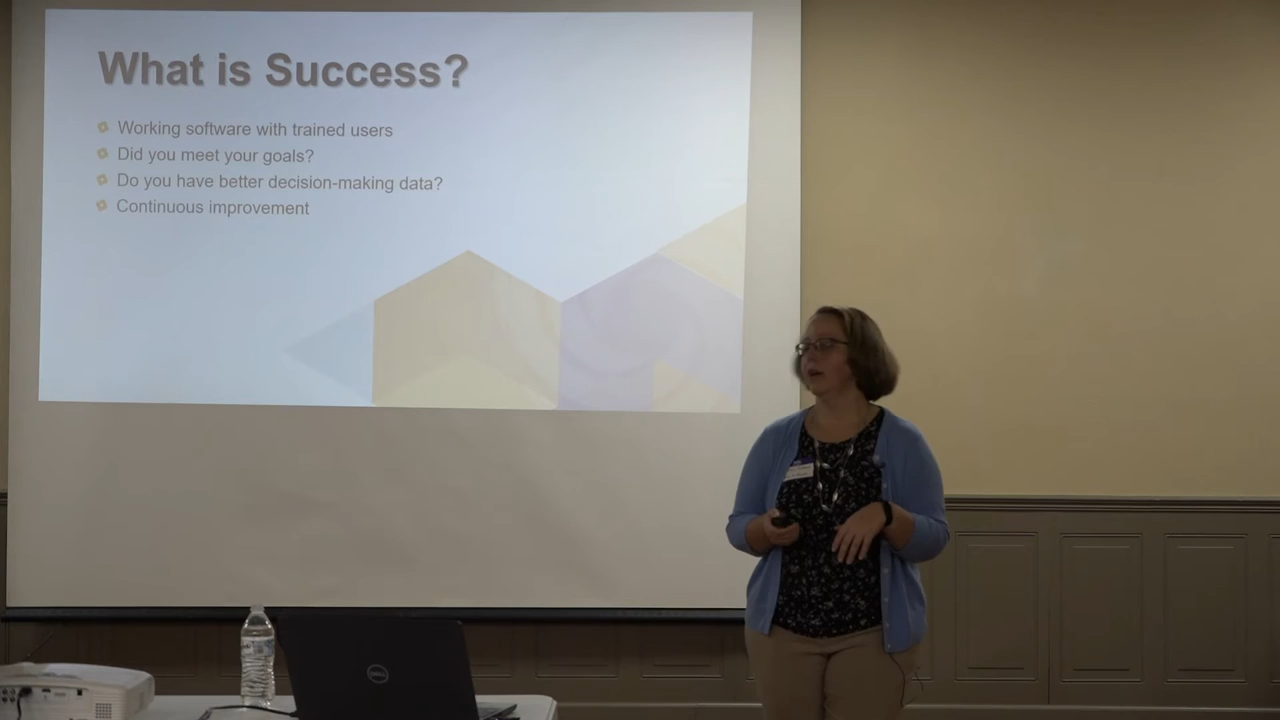 What is Success?
Working software with trained users
Did you meet your goals?
Do you have better decision-making data?
Continuous improvement
DELL